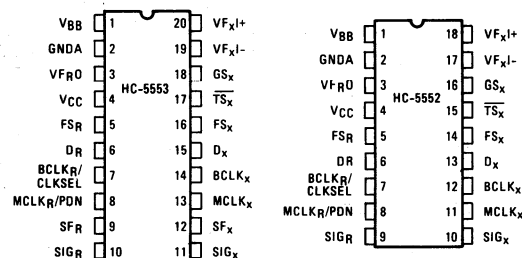 VBB 1 20 VFXI+
GNDA 2 19 VFXI-
VFRO 3 18 GSX
HC-5553
VCC 4 17 TSX
FSR 5 16 FSX
DR 6 15 DX
BCLKR/
CLKSEL 7 14 BCLKX
MCLKR/PDN 8 13 MCLKX
SFR 9 12 SFX
SIGR 10 11 SIGX
VBB 1 18 VFXI+
GNDA 2 17 VFXI-
VFRO 3 16 GSX
HC-5552
VCC 4 15 TSX
FSR 5 14 FSX
DR 6 13 DX
BCLKR/
CLKSEL 7 12 BCLKX
MCLKR/PDN 8 11 MCLKX
SIGR 9 10 SIGX